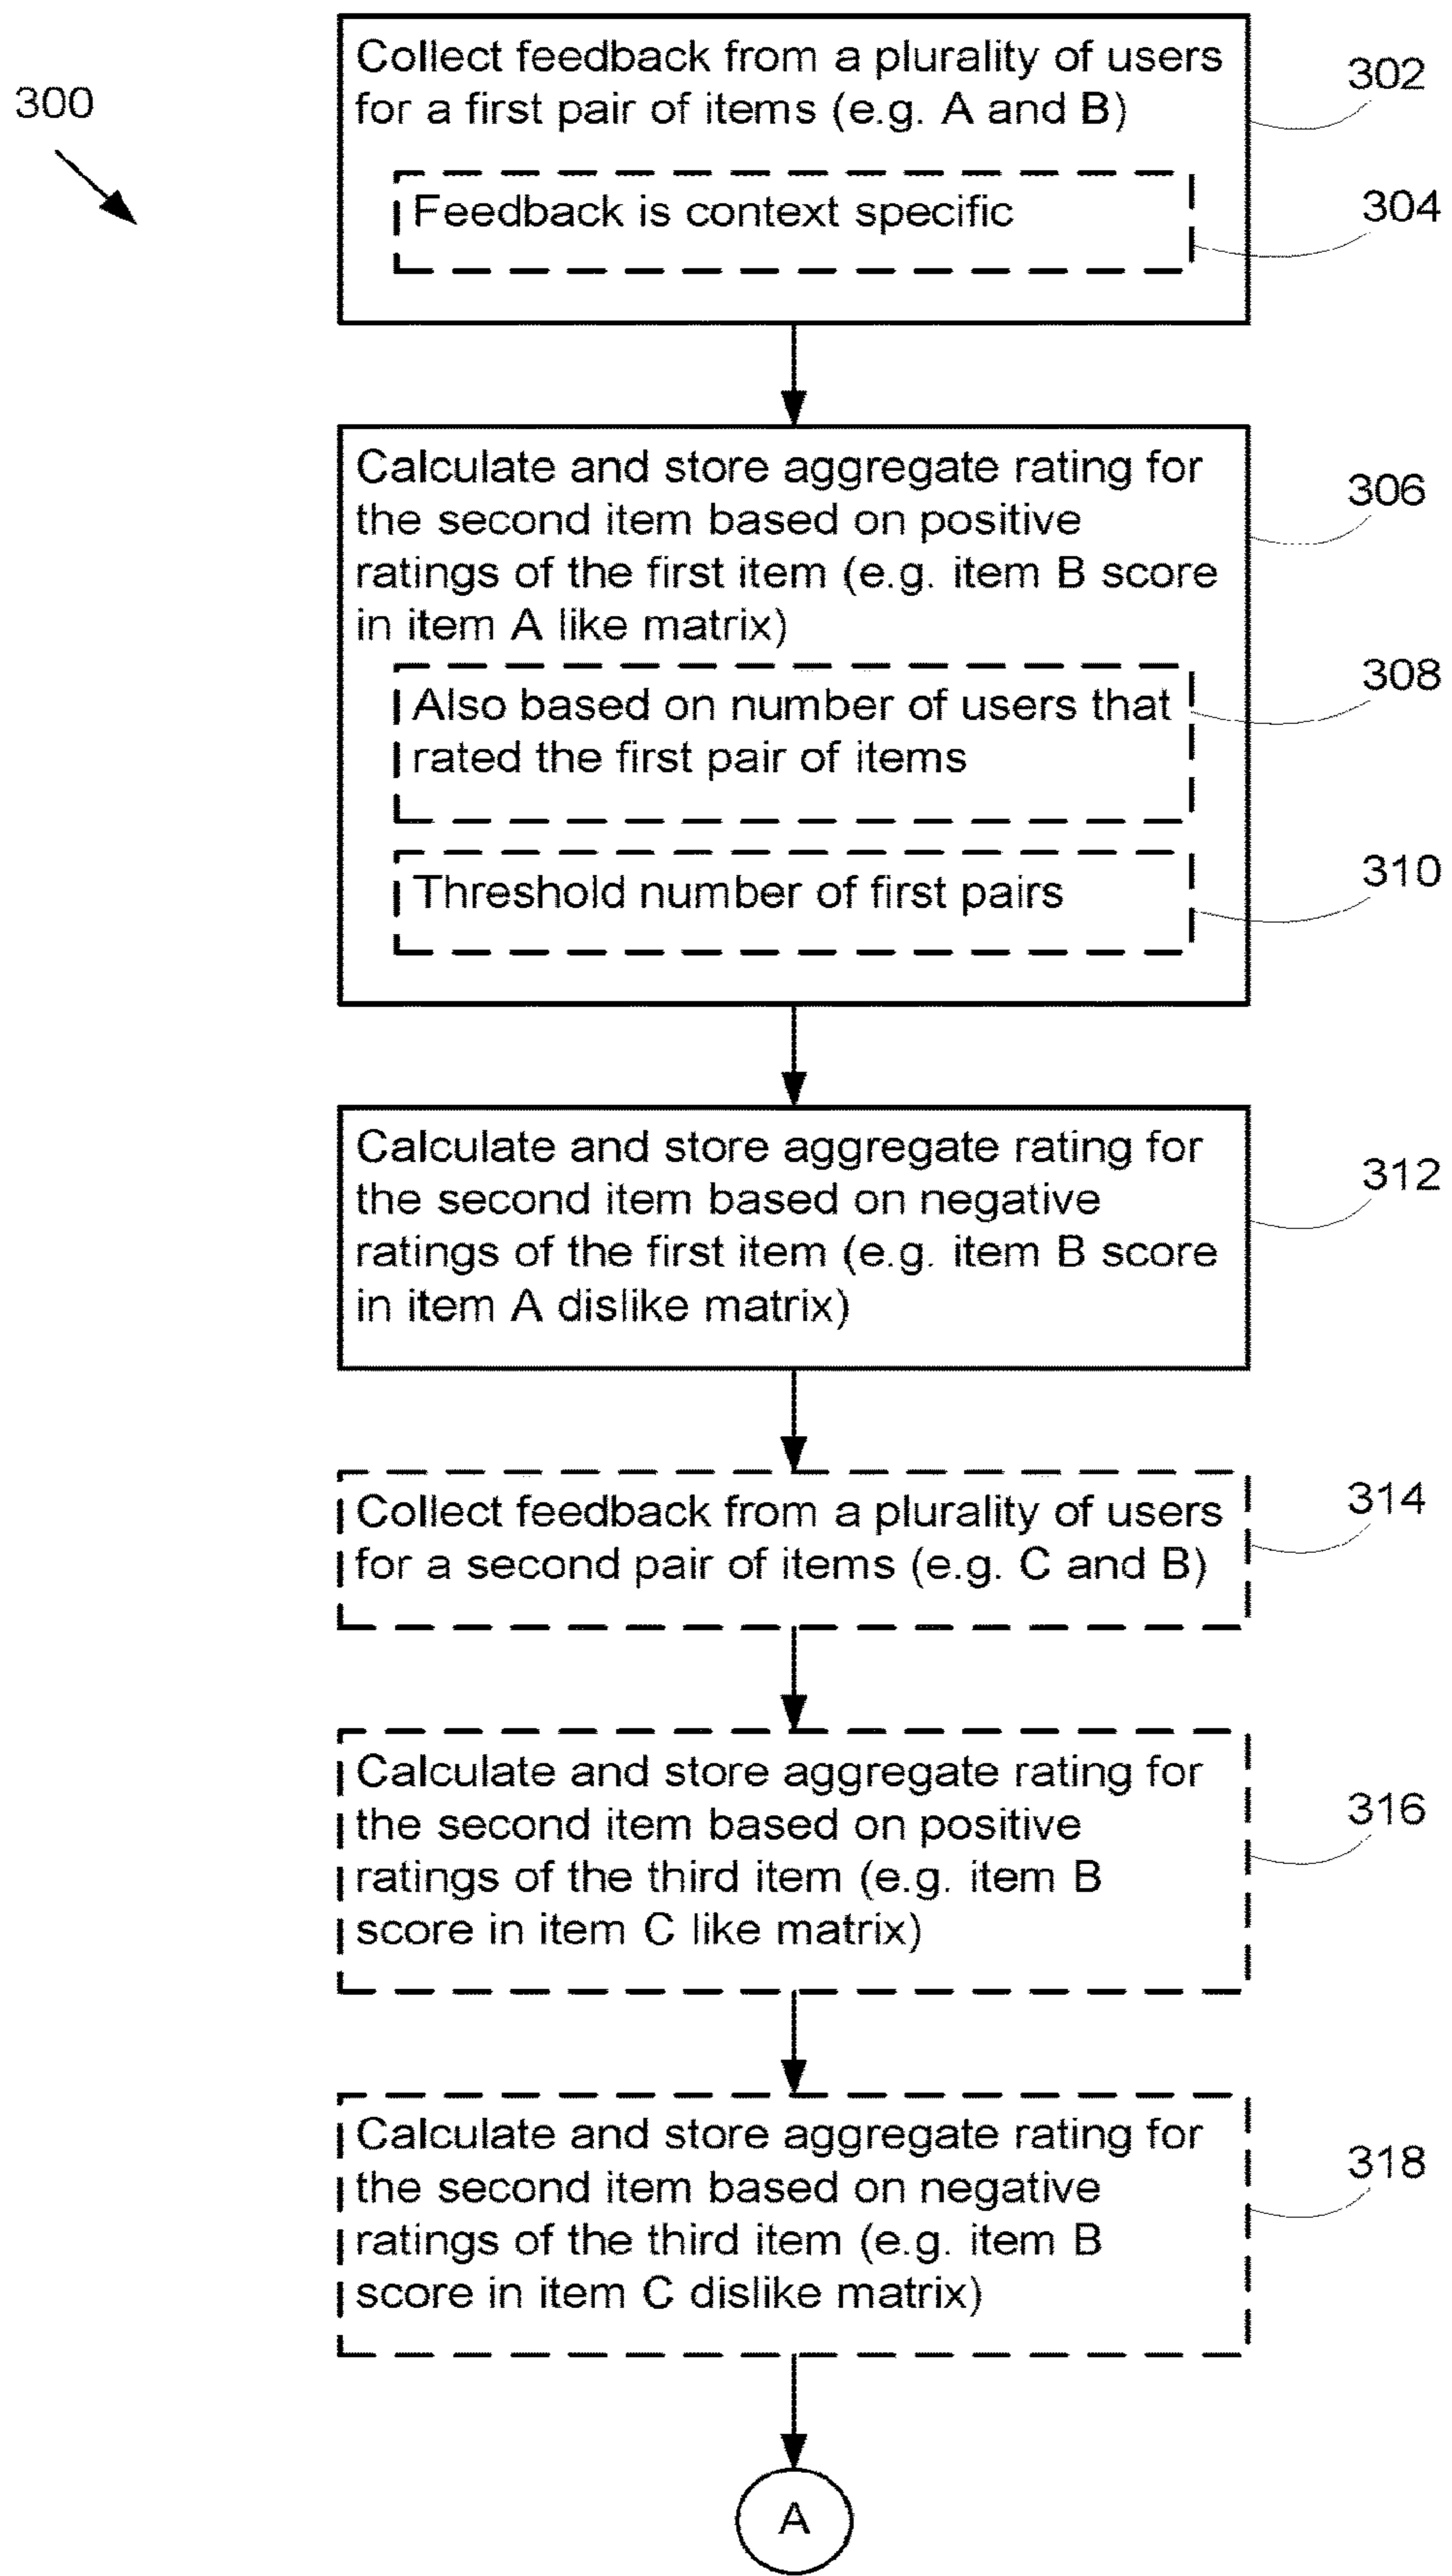 300
Collect feedback from a plurality of users
for a first pair of items (e.g. A and B)
302
Feedback is context specific
304
Calculate and store aggregate rating for
the second item based on positive
ratings of the first item (e.g. item B score
in item A like matrix)
306
Also based on number of users that
rated the first pair of items
308
Threshold number of first pairs
310
Calculate and store aggregate rating for
the second item based on negative
ratings of the first item (e.g. item B score
in item A dislike matrix)
312
Collect feedback from a plurality of users
for a second pair of items (e.g. C and B)
314
Calculate and store aggregate rating for
the second item based on positive
ratings of the third item (e.g. item B
score in item C like matrix)
316
Calculate and store aggregate rating for
the second item based on negative
ratings of the third item (e.g. item B
score in item C dislike matrix)
318
A